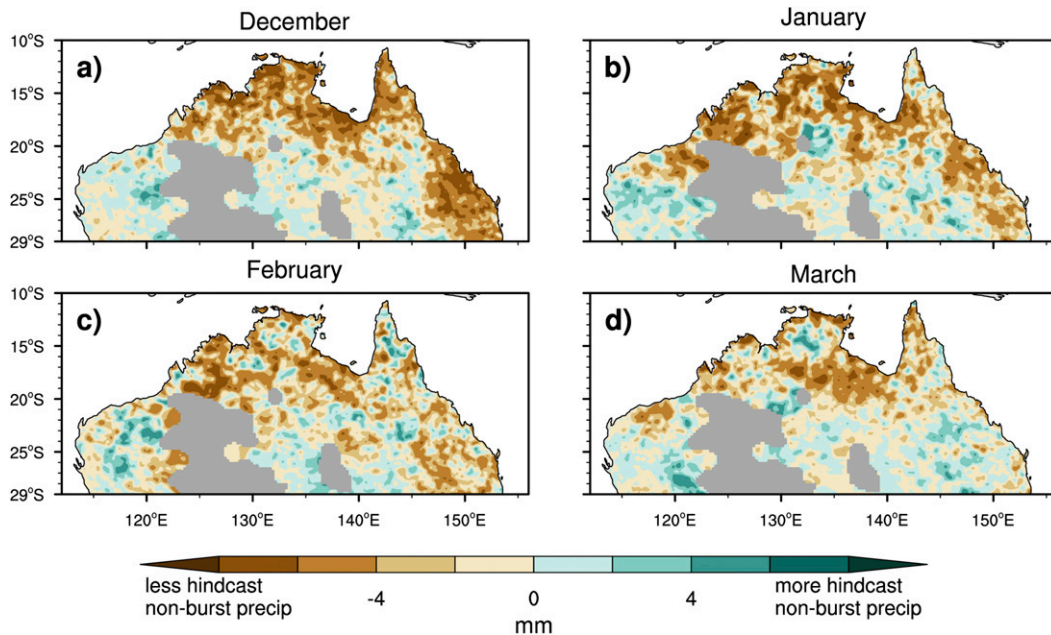 December
January
a)
b)
10°S
15°S
20°S
25°S
29°S
February
March
c)
d)
10°S
15°S
20°S
25°S
29°S
120°E
130°E
140°E
150°E
120°E
130°E
140°E
150°E
less hindcast
non-burst precip
-4
0
4
more hindcast
non-burst precip
mm